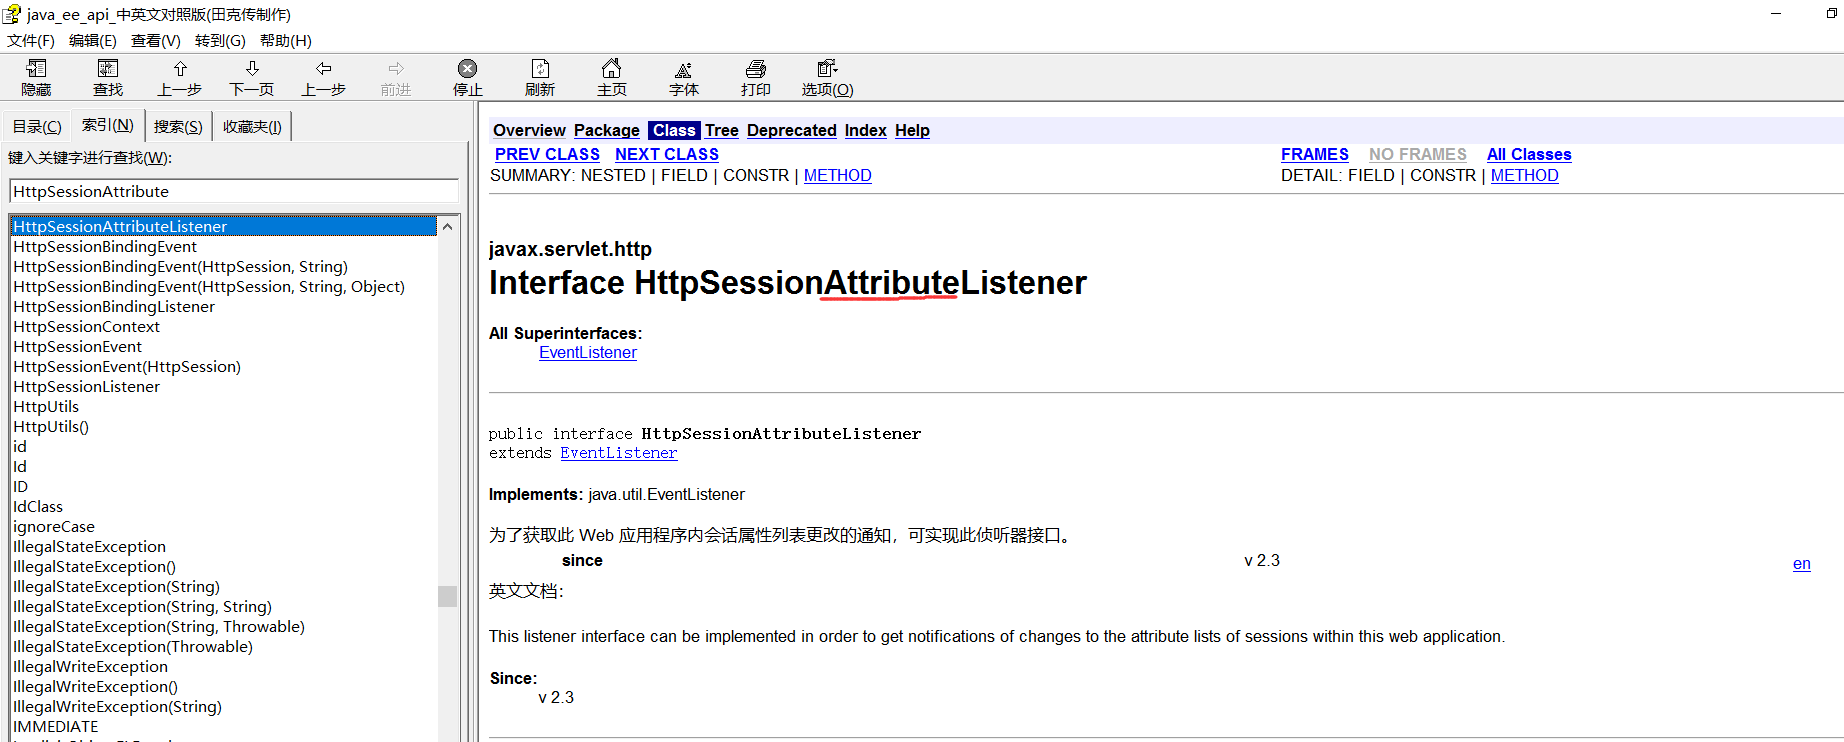 java_ee_api_中英文对照版(田克传制作)
文件(F) 编辑(E) 查看(V) 转到(G) 帮助(H)
隐藏 查找 上一步 下一页 上一步 前进 停止 刷新 主页 字体 打印 选项(O)
目录(C) 索引(N) 搜索(S) 收藏夹(I)
键入关键字进行查找(W):
HttpSessionAttribute
HttpSessionAttributeListener
HttpSessionBindingEvent
HttpSessionBindingEvent(HttpSession, String)
HttpSessionBindingEvent(HttpSession, String, Object)
HttpSessionBindingListener
HttpSessionContext
HttpSessionEvent
HttpSessionEvent(HttpSession)
HttpSessionListener
HttpUtils
HttpUtils()
id
Id
ID
IdClass
ignoreCase
IllegalStateException
IllegalStateException()
IllegalStateException(String)
IllegalStateException(String, String)
IllegalStateException(String, Throwable)
IllegalStateException(Throwable)
IllegalWriteException
IllegalWriteException()
IllegalWriteException(String)
IMMEDIATE
Overview Package Class Tree Deprecated Index Help
PREV CLASS NEXT CLASS
FRAMES NO FRAMES All Classes
SUMMARY: NESTED | FIELD | CONSTR | METHOD
DETAIL: FIELD | CONSTR | METHOD
javax.servlet.http
Interface HttpSessionAttributeListener
All Superinterfaces:
EventListener
public interface HttpSessionAttributeListener
extends EventListener
Implements: java.util.EventListener
为了获取此 Web 应用程序内会话属性列表更改的通知，可实现此侦听器接口。
since v 2.3 en
英文文档：
This listener interface can be implemented in order to get notifications of changes to the attribute lists of sessions within this web application.
Since:
v 2.3